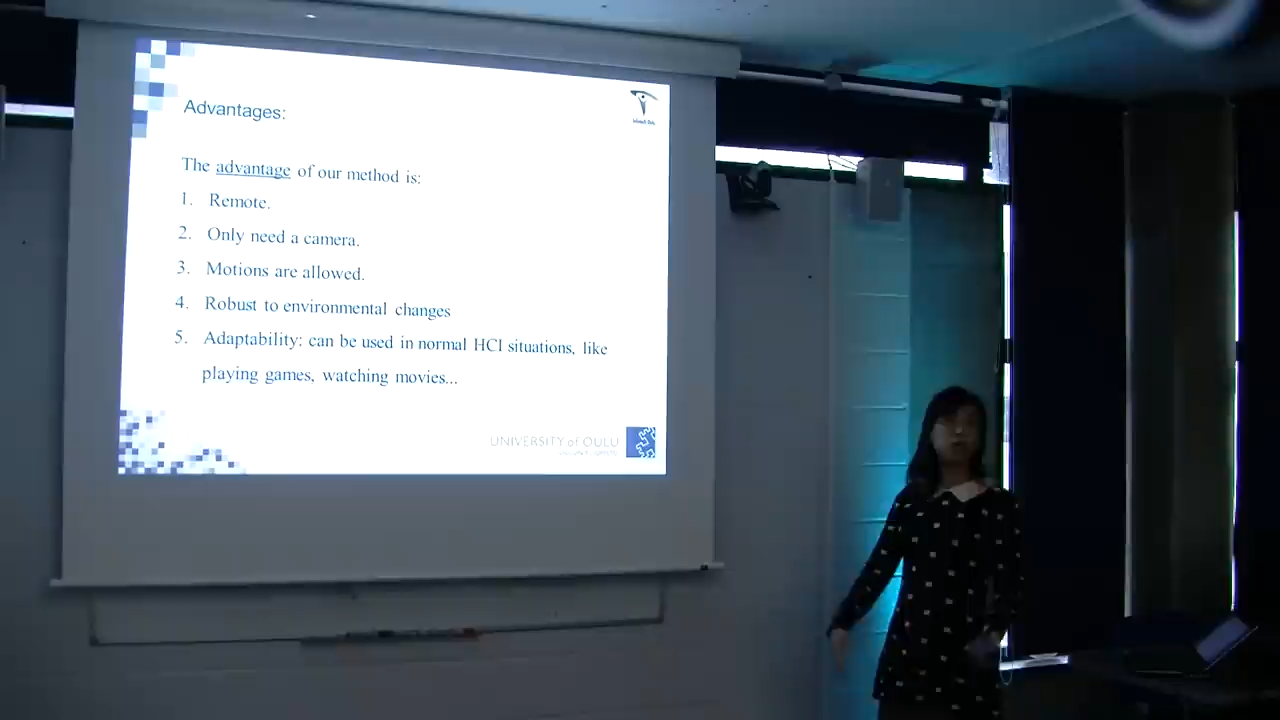 Advantages:
The advantage of our method is:
1. Remote.
2. Only need a camera.
3. Motions are allowed.
4. Robust to environmental changes
5. Adaptability: can be used in normal HCI situations, like
playing games, watching movies...
UNIVERSITY of OULU